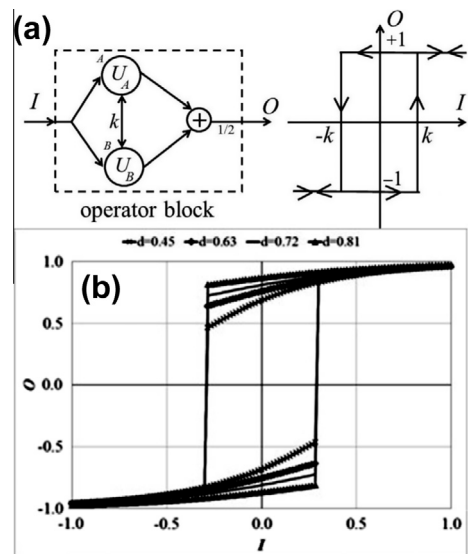 (a)
A
U_A
I
k
B
U_B
+
1/2
O
operator block
O
+1
-k
k
I
-1
(b)
d=0.45 d=0.63 d=0.72 d=0.81
1.0
0.5
0.0
-0.5
-1.0
O
-1.0 -0.5 0.0 0.5 1.0
I